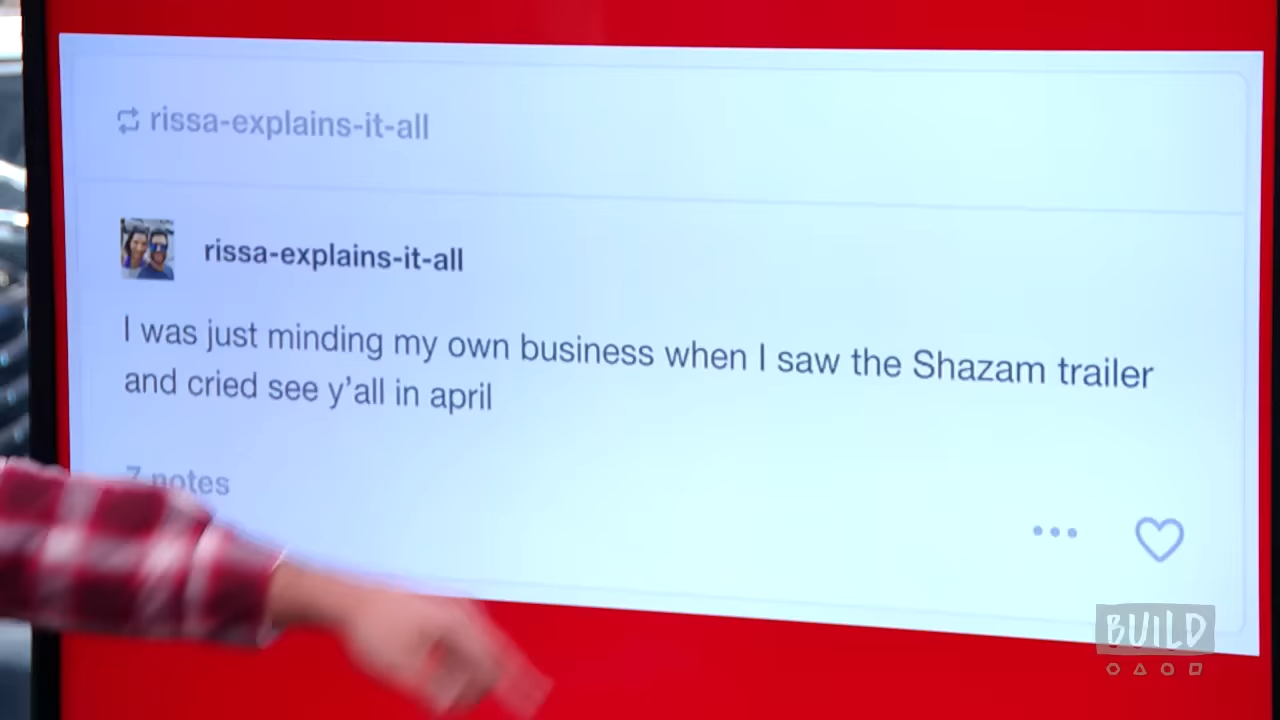 rissa-explains-it-all
rissa-explains-it-all
I was just minding my own business when I saw the Shazam trailer
and cried see y’all in april
7 notes
BUILD